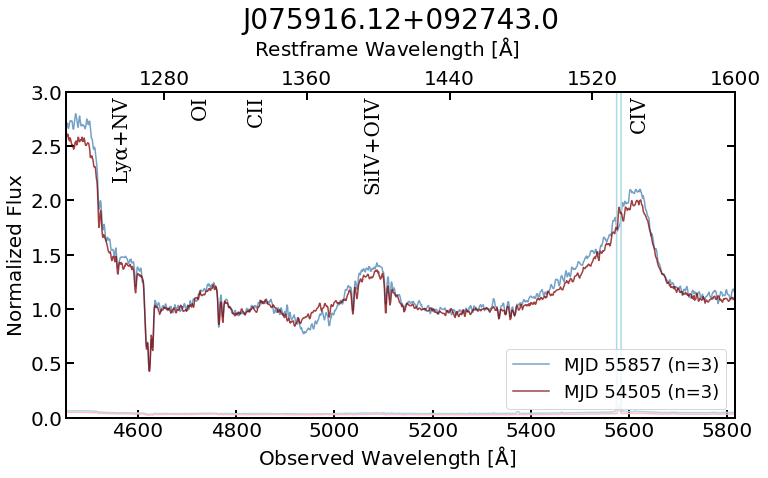 J075916.12+092743.0
Restframe Wavelength [Å]
1280 1360 1440 1520 1600
3.0
2.5
2.0
1.5
1.0
0.5
0.0
Normalized Flux
Lyα+NV
OI
CII
SiIV+OIV
CIV
MJD 55857 (n=3)
MJD 54505 (n=3)
4600 4800 5000 5200 5400 5600 5800
Observed Wavelength [Å]